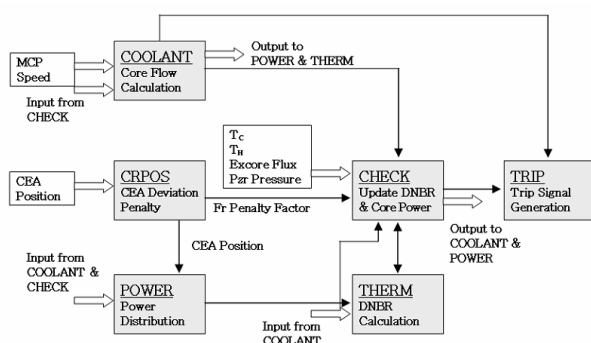 MCP
Speed
Input from
CHECK
COOLANT
Core Flow
Calculation
Output to
POWER & THERM
T_C
T_H
Excore Flux
Pzr Pressure
CEA
Position
CRPOS
CEA Deviation
Penalty
Fr Penalty Factor
CHECK
Update DNBR
& Core Power
TRIP
Trip Signal
Generation
Output to
COOLANT &
POWER
CEA Position
Input from
COOLANT &
CHECK
POWER
Power
Distribution
Input from
COOLANT
THERM
DNBR
Calculation